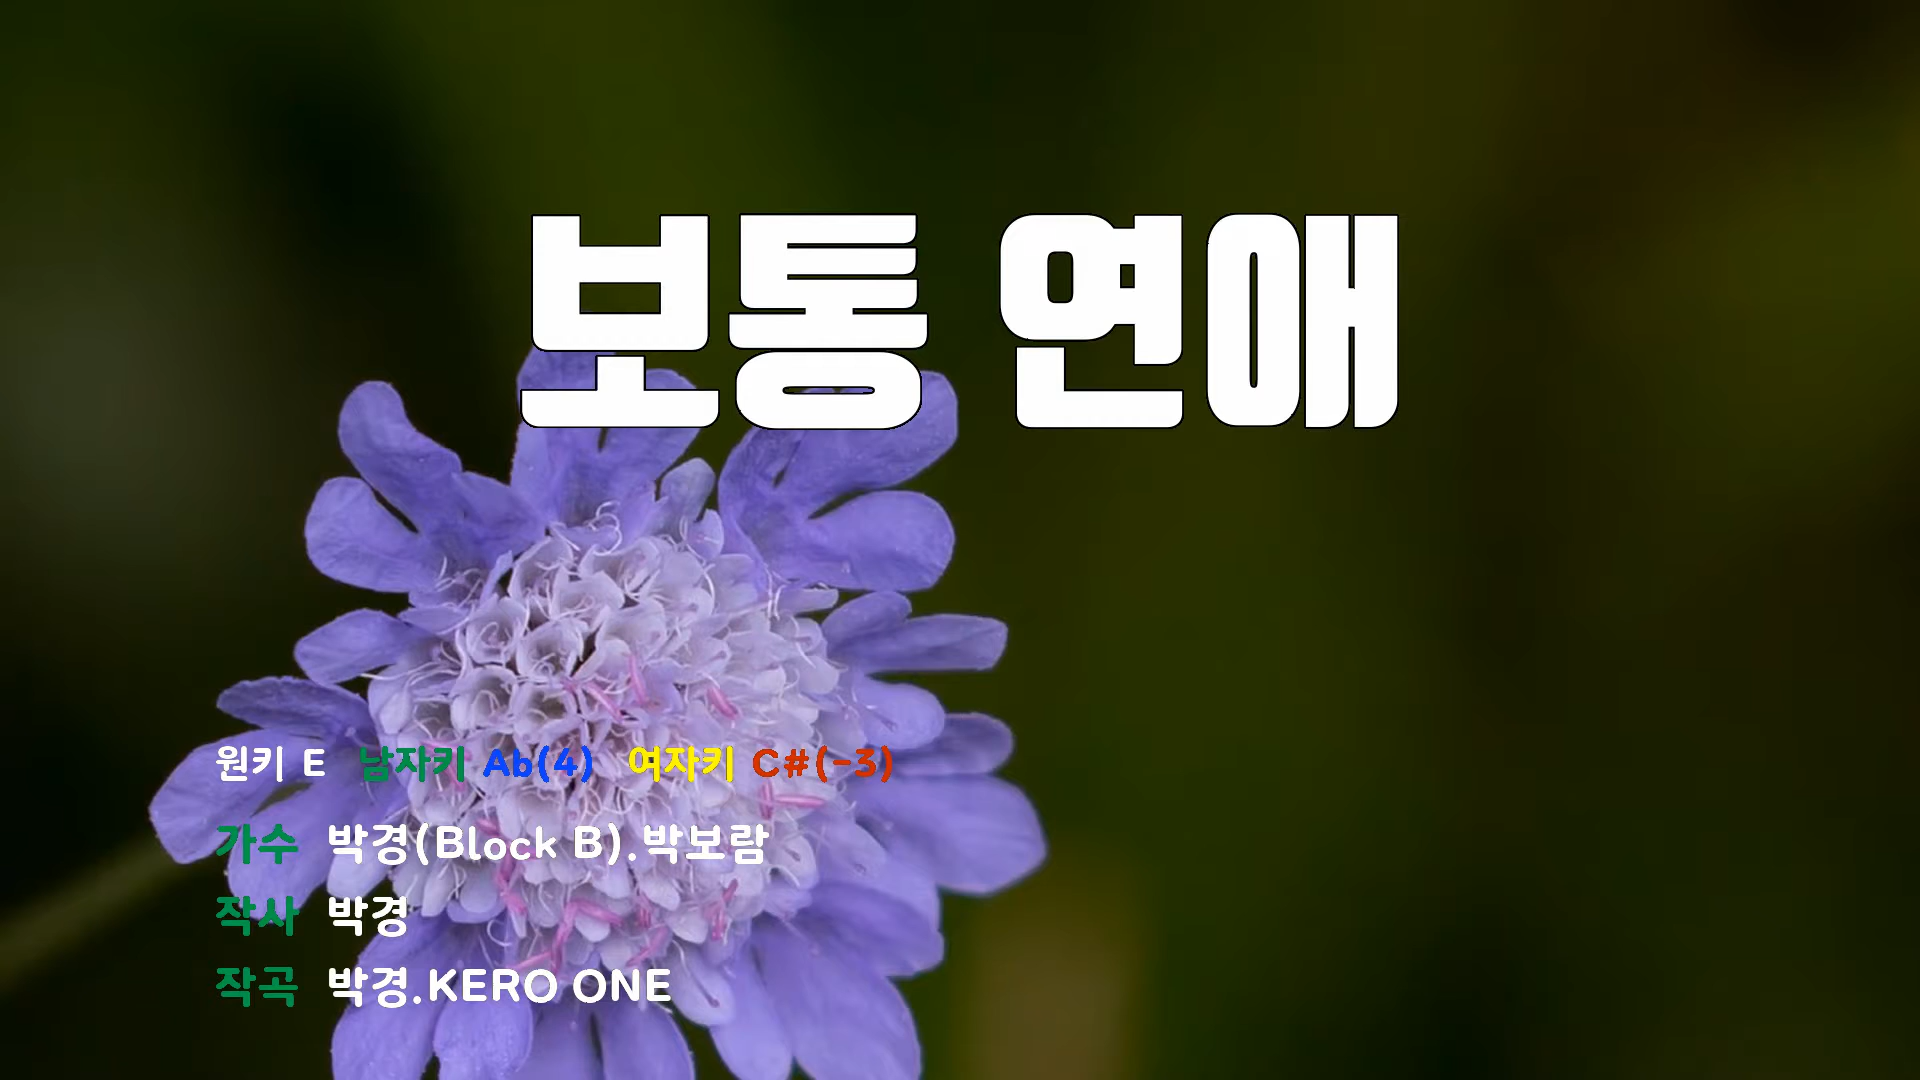 보통 연애
원키 E 남자키 Ab(4) 여자키 C#(-3)
가수 박경(Block B).박보람
작사 박경
작곡 박경.KERO ONE